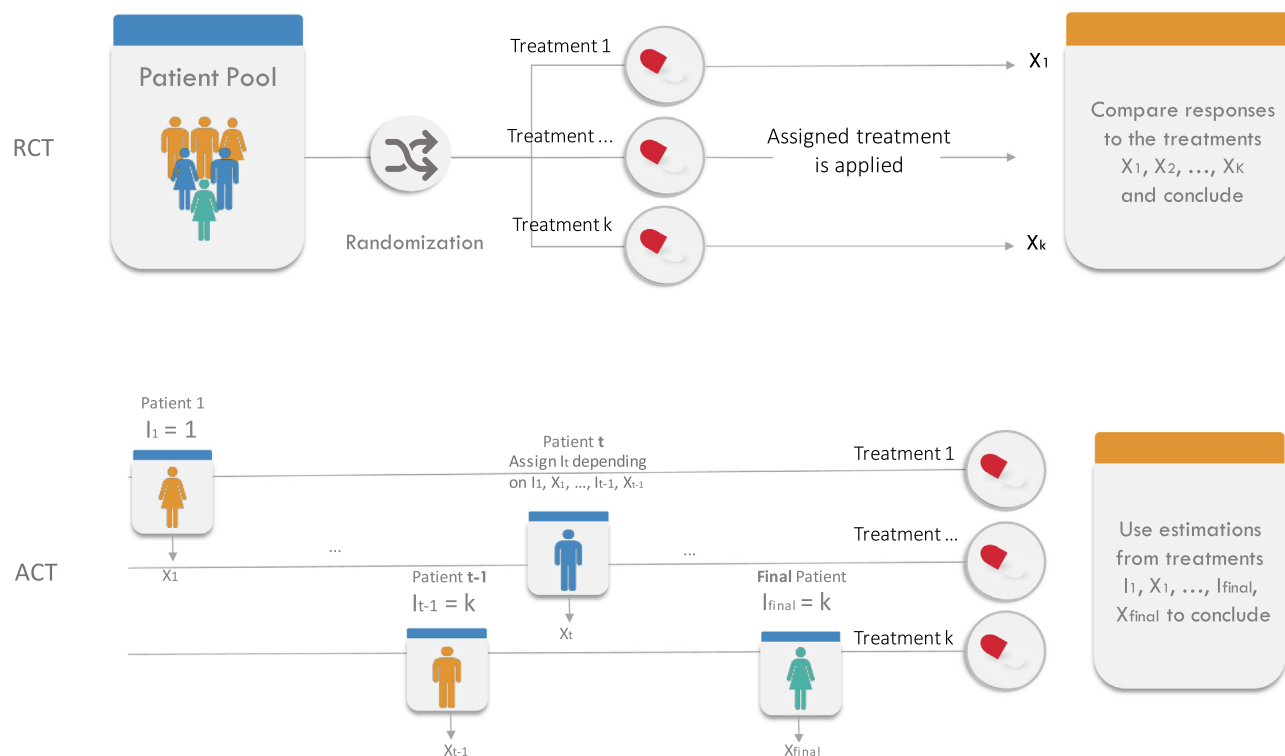 RCT
Patient Pool
Randomization
Treatment 1
Treatment ...
Treatment k
Assigned treatment
is applied
X1
Xk
Compare responses
to the treatments
X1, X2, ..., XK
and conclude
ACT
Patient 1
I1 = 1
X1
...
Patient t-1
It-1 = k
Xt-1
Patient t
Assign It depending
on I1, X1, ..., It-1, Xt-1
Xt
...
Final Patient
Ifinal = k
Xfinal
Treatment 1
Treatment ...
Treatment k
Use estimations
from treatments
I1, X1, ..., Ifinal,
Xfinal to conclude